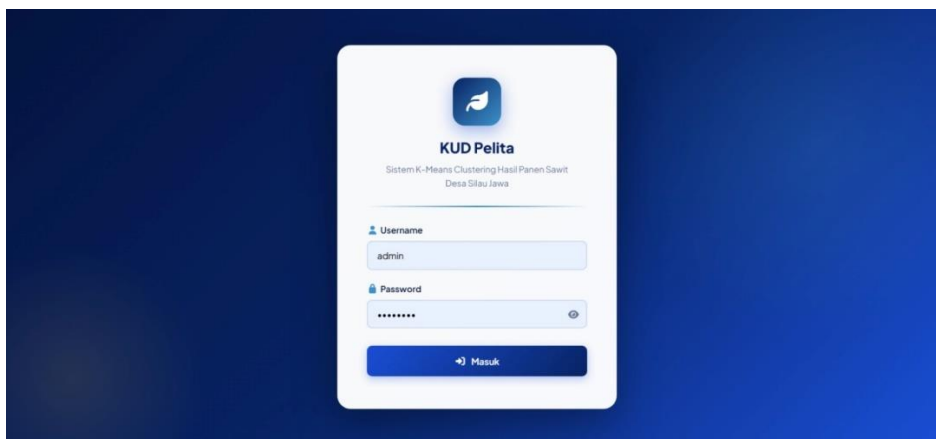 KUD Pelita
Sistem K-Means Clustering Hasil Panen Sawit
Desa Silau Jawa
Username
admin
Password
••••••••
Masuk